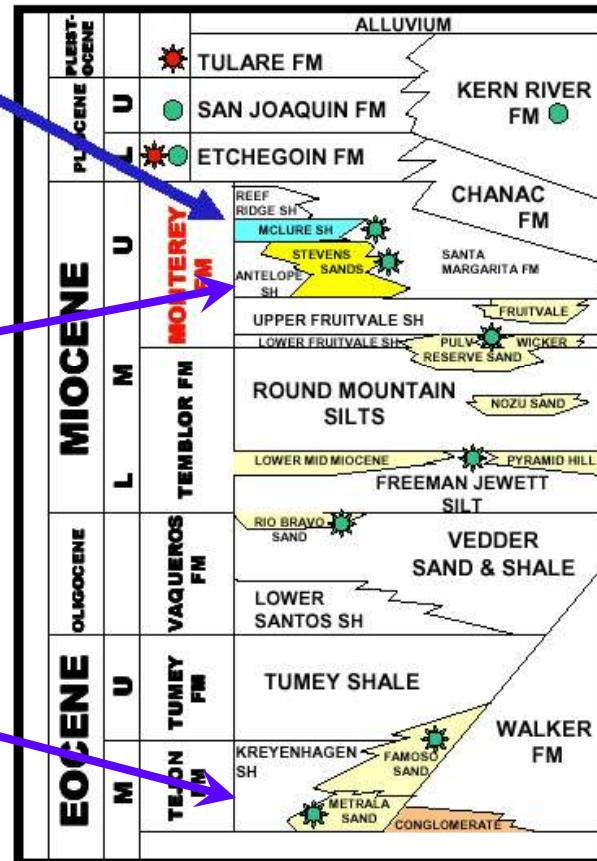 ALLUVIUM
PLEIST-
OCENE
TULARE FM
KERN RIVER
FM
PLIOCENE
U
SAN JOAQUIN FM
L
ETCHEGOIN FM
CHANAC
FM
MIOCENE
U
MONTEREY
FM
REEF
RIDGE SH
MCLURE SH
STEVENS
SANDS
ANTELOPE
SH
SANTA
MARGARITA FM
UPPER FRUITVALE SH
FRUITVALE
LOWER FRUITVALE SH
PULV
WICKER
RESERVE SAND
M
TEMBLOR FM
ROUND MOUNTAIN
SILTS
NOZU SAND
L
LOWER MID MIOCENE
PYRAMID HILL
FREEMAN JEWETT
SILT
OLIGOCENE
VAQUEROS
FM
RIO BRAVO
SAND
VEDDER
SAND & SHALE
LOWER
SANTOS SH
EOCENE
U
TUMEY
FM
TUMEY SHALE
WALKER
FM
M
TEJON
FM
KREYENHAGEN
SH
FAMOSO
SAND
METRALA
SAND
CONGLOMERATE